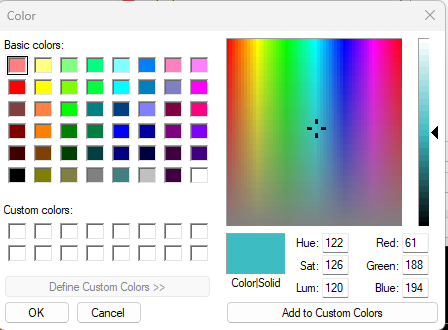 Color
Basic colors:
Custom colors:
Define Custom Colors >>
OK
Cancel
Color|Solid
Hue: 122
Sat: 126
Lum: 120
Red: 61
Green: 188
Blue: 194
Add to Custom Colors